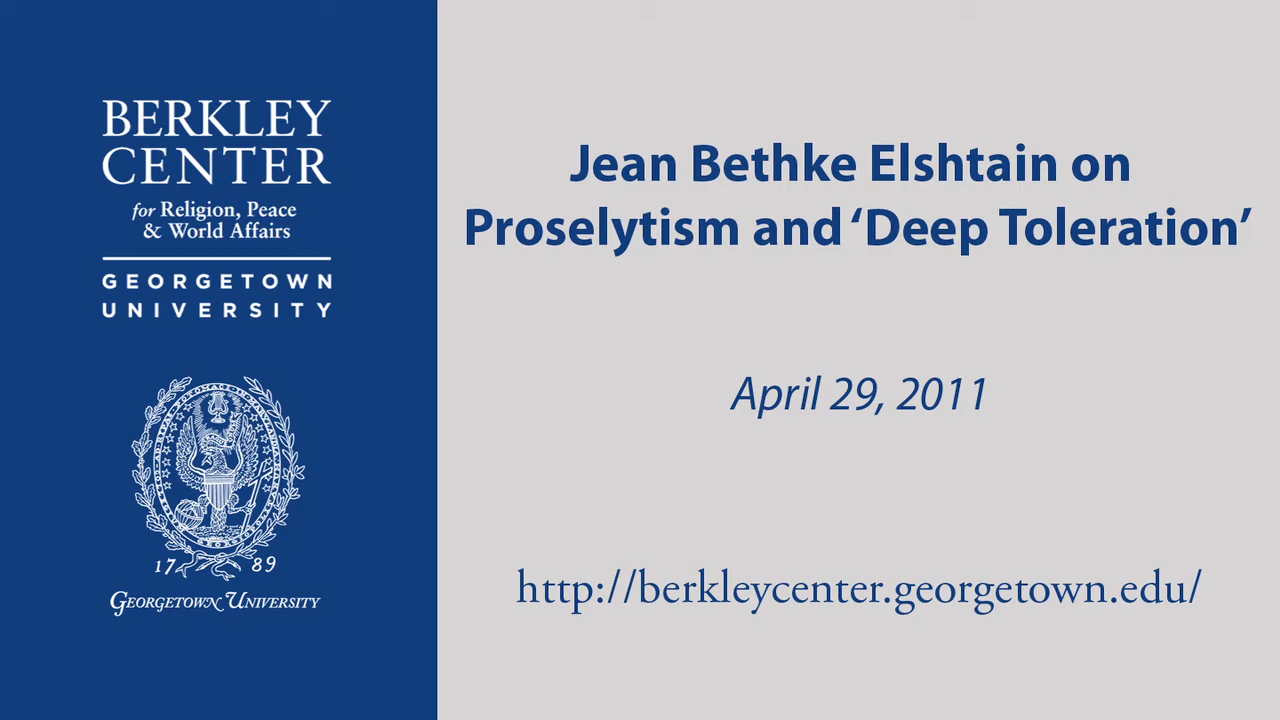 BERKLEY
CENTER
for Religion, Peace
& World Affairs
GEORGETOWN
UNIVERSITY
17 89
GEORGETOWN UNIVERSITY
Jean Bethke Elshtain on
Proselytism and ‘Deep Toleration’
April 29, 2011
http://berkleycenter.georgetown.edu/